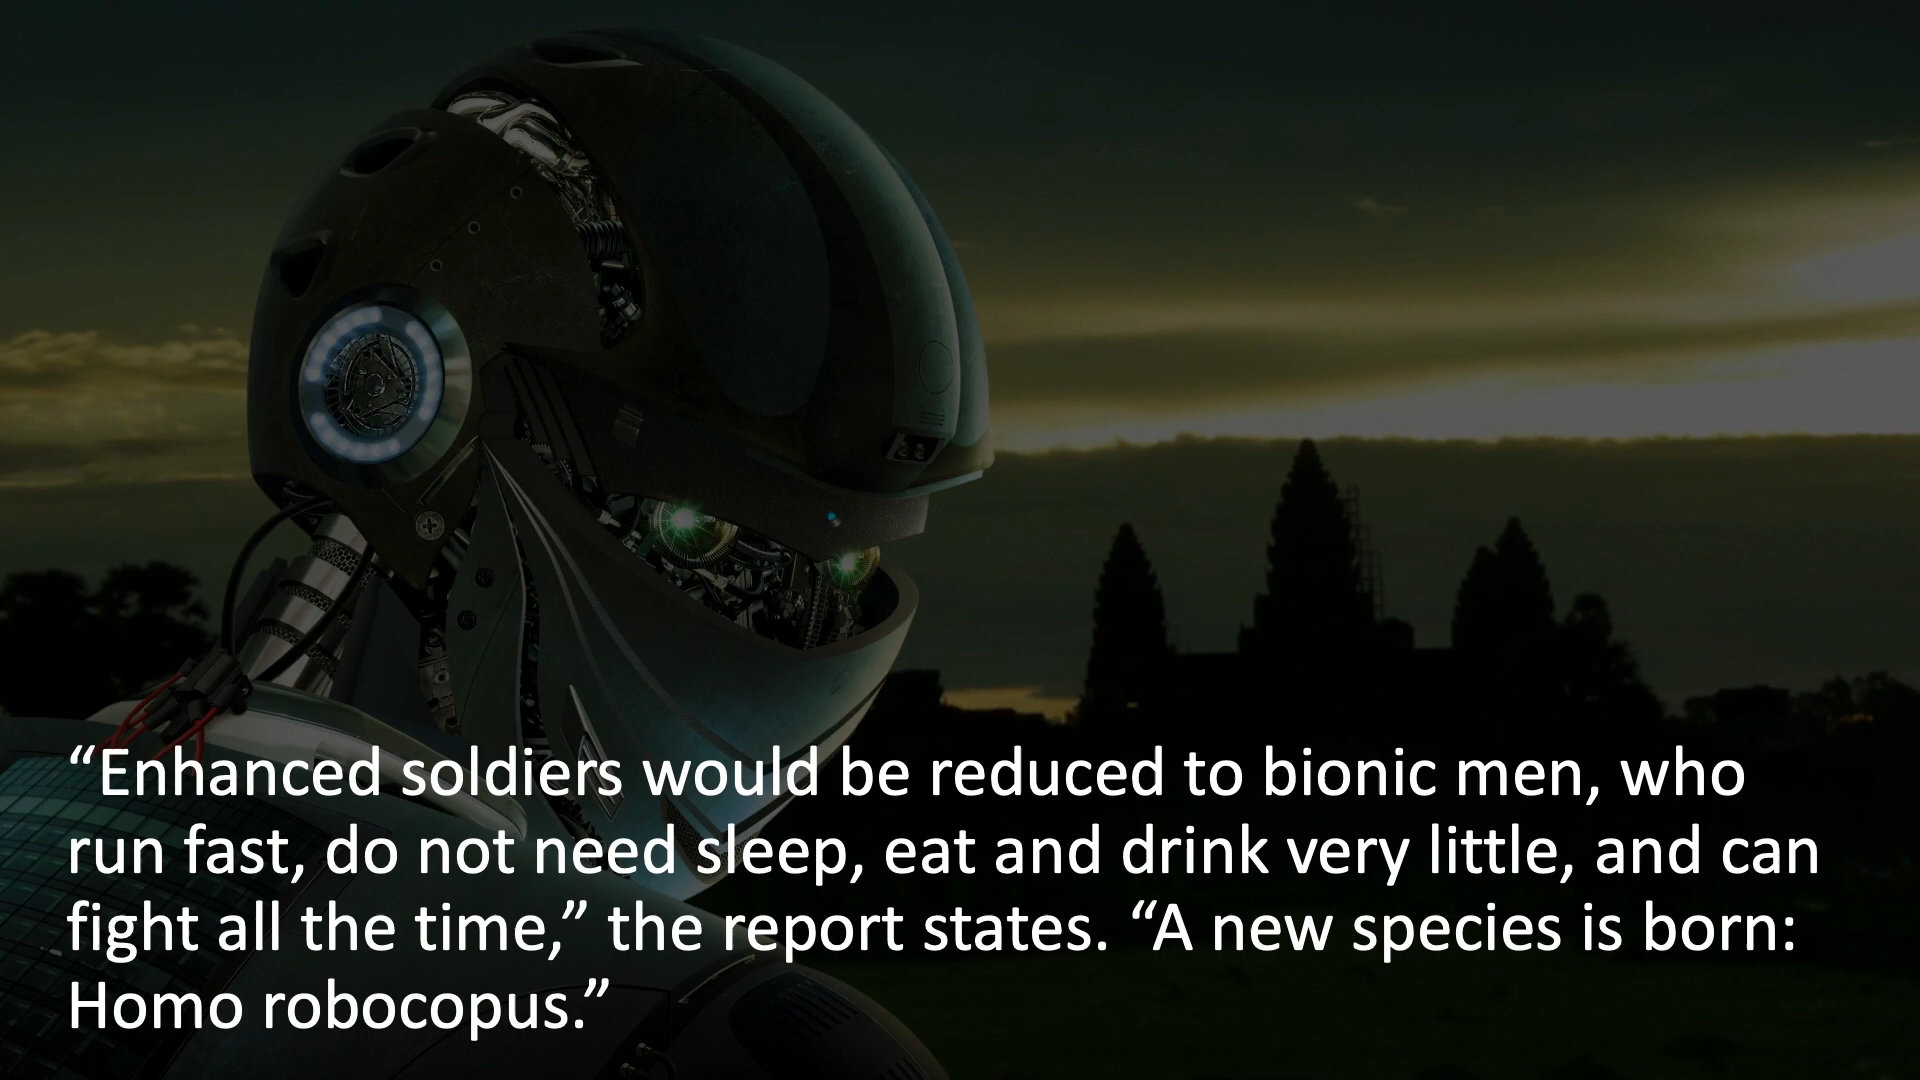 “Enhanced soldiers would be reduced to bionic men, who
run fast, do not need sleep, eat and drink very little, and can
fight all the time,” the report states. “A new species is born:
Homo robocopus.”